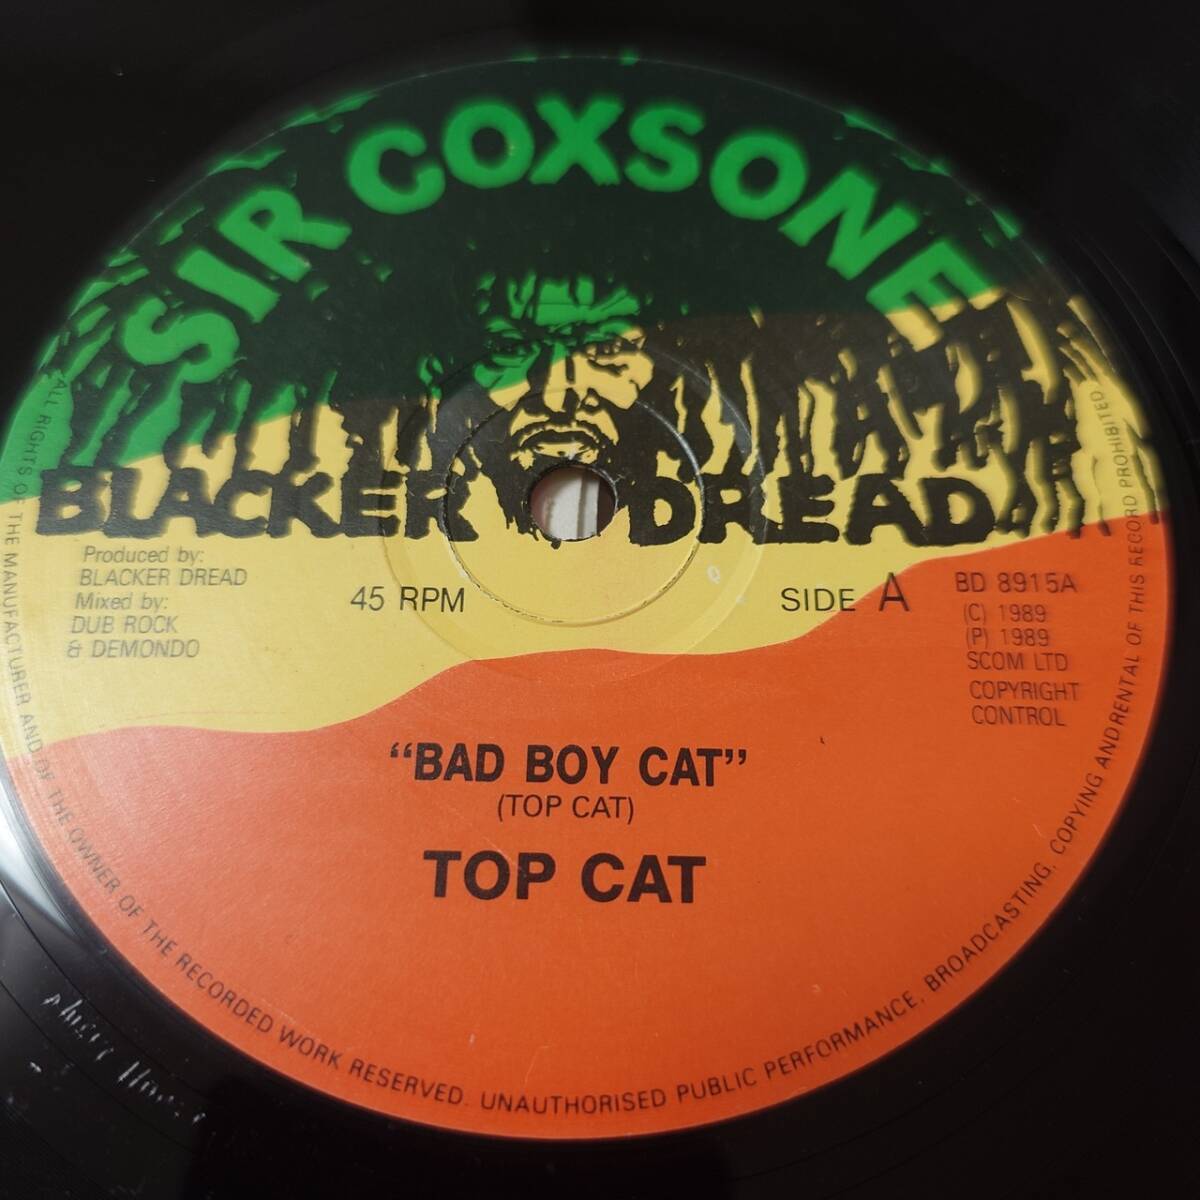 SIR COXSONE
BLACKER DREAD
Produced by:
BLACKER DREAD
Mixed by:
DUB ROCK
& DEMONDO
45 RPM
SIDE A
BD 8915A
(C) 1989
(P) 1989
SCOM LTD
COPYRIGHT
CONTROL
"BAD BOY CAT"
(TOP CAT)
TOP CAT
ALL RIGHTS OF THE MANUFACTURER AND OF THE OWNER OF THE RECORDED WORK RESERVED. UNAUTHORISED PUBLIC PERFORMANCE, BROADCASTING, COPYING ANDRENTAL OF THIS RECORD PROHIBITED.